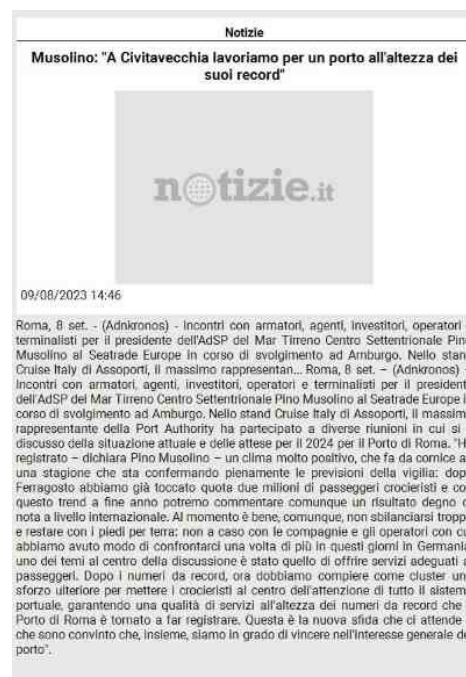 Notizie
Musolino: "A Civitavecchia lavoriamo per un porto all'altezza dei
suoi record"
notizie.it
09/08/2023 14:46
Roma, 8 set. - (Adnkronos) - Incontri con armatori, agenti, investitori, operatori
terminalisti per il presidente dell'AdSP del Mar Tirreno Centro Settentrionale Pin
Musolino al Seatrade Europe in corso di svolgimento ad Amburgo. Nello stan
Cruise Italy di Assoporti, il massimo rappresentan... Roma, 8 set. – (Adnkronos) –
Incontri con armatori, agenti, investitori, operatori e terminalisti per il president
dell'AdSP del Mar Tirreno Centro Settentrionale Pino Musolino al Seatrade Europe i
corso di svolgimento ad Amburgo. Nello stand Cruise Italy di Assoporti, il massim
rappresentante della Port Authority ha partecipato a diverse riunioni in cui si
discusso della situazione attuale e delle attese per il 2024 per il Porto di Roma. "H
registrato – dichiara Pino Musolino – un clima molto positivo, che fa da cornice a
una stagione che sta confermando pienamente le previsioni della vigilia: dop
Ferragosto abbiamo già toccato quota due milioni di passeggeri crocieristi e co
questo trend a fine anno potremo commentare comunque un risultato degno d
nota a livello internazionale. Al momento è bene, comunque, non sbilanciarsi tropp
e restare con i piedi per terra: non a caso con le compagnie e gli operatori con cu
abbiamo avuto modo di confrontarci una volta di più in questi giorni in Germani
uno dei temi al centro della discussione è stato quello di offrire servizi adeguati a
passeggeri. Dopo i numeri da record, ora dobbiamo compiere come cluster un
sforzo ulteriore per mettere i crocieristi al centro dell'attenzione di tutto il sistem
portuale, garantendo una qualità di servizi all'altezza dei numeri da record che
Porto di Roma è tornato a far registrare. Questa è la nuova sfida che ci attende
che sono convinto che, insieme, siamo in grado di vincere nell'interesse generale de
porto".